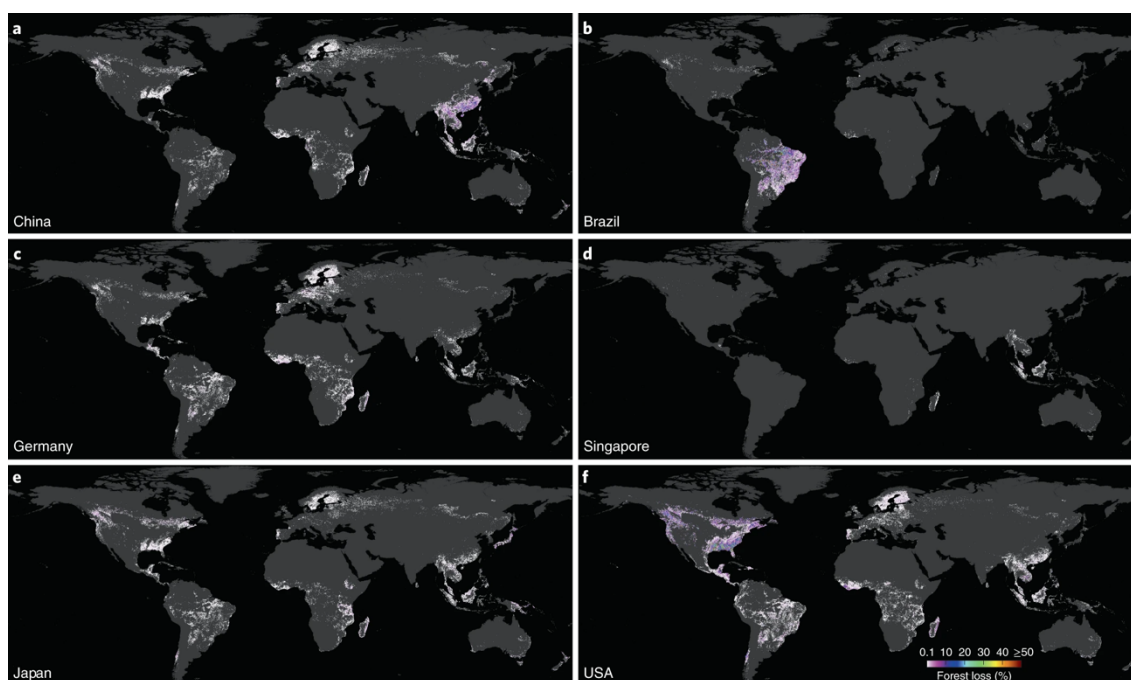 a
China
b
Brazil
c
Germany
d
Singapore
e
Japan
f
USA
0.1 10 20 30 40 ≥50
Forest loss (%)